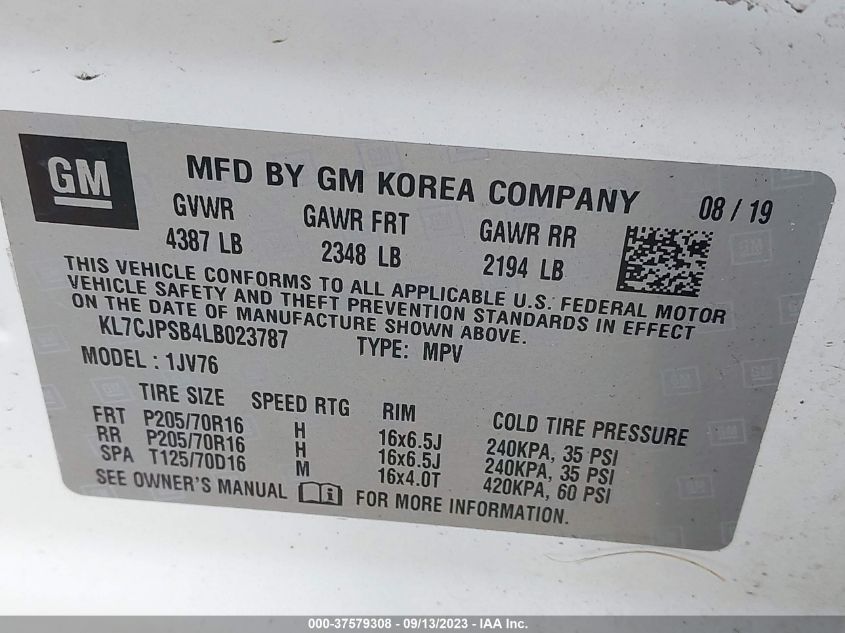 GM
MFD BY GM KOREA COMPANY 08 / 19
GVWR GAWR FRT GAWR RR
4387 LB 2348 LB 2194 LB
THIS VEHICLE CONFORMS TO ALL APPLICABLE U.S. FEDERAL MOTOR
VEHICLE SAFETY AND THEFT PREVENTION STANDARDS IN EFFECT
ON THE DATE OF MANUFACTURE SHOWN ABOVE.
KL7CJPSB4LB023787 TYPE: MPV
MODEL : 1JV76
TIRE SIZE SPEED RTG RIM COLD TIRE PRESSURE
FRT P205/70R16 H 16x6.5J 240KPA, 35 PSI
RR P205/70R16 H 16x6.5J 240KPA, 35 PSI
SPA T125/70D16 M 16x4.0T 420KPA, 60 PSI
SEE OWNER'S MANUAL FOR MORE INFORMATION.
000-37579308 - 09/13/2023 - IAA Inc.